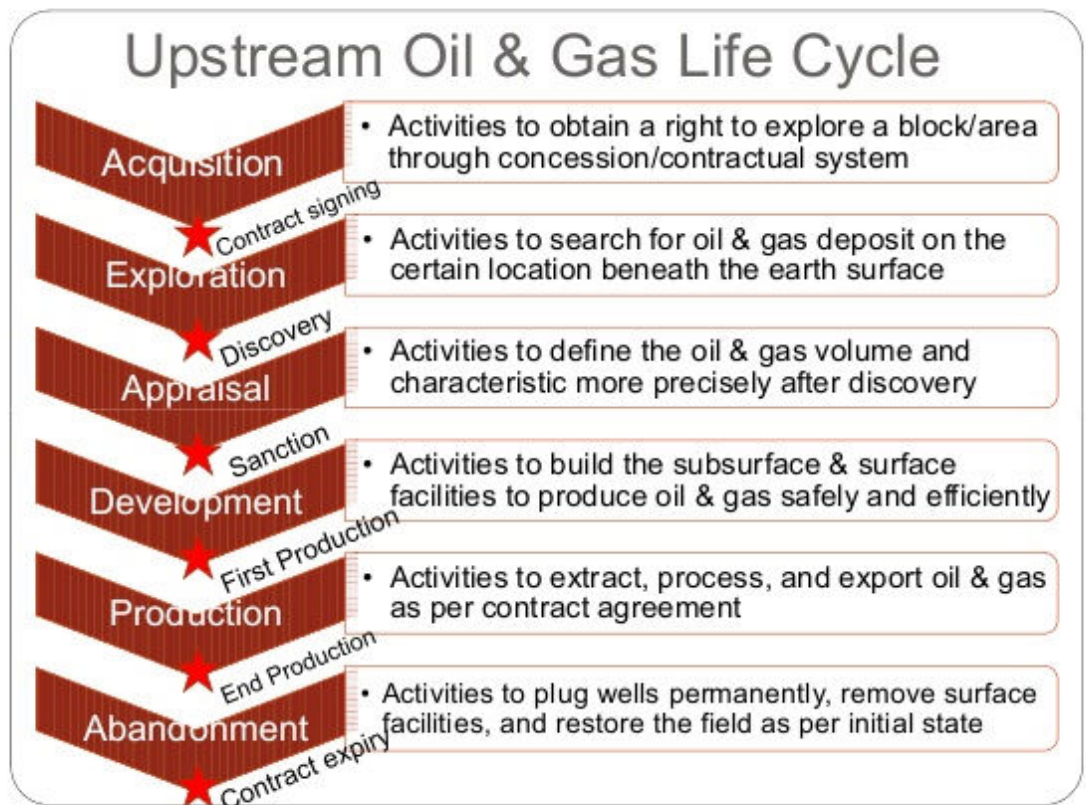 Upstream Oil & Gas Life Cycle
Acquisition
• Activities to obtain a right to explore a block/area
through concession/contractual system
Contract signing
Exploration
• Activities to search for oil & gas deposit on the
certain location beneath the earth surface
Discovery
Appraisal
• Activities to define the oil & gas volume and
characteristic more precisely after discovery
Sanction
Development
• Activities to build the subsurface & surface
facilities to produce oil & gas safely and efficiently
First Production
Production
• Activities to extract, process, and export oil & gas
as per contract agreement
End Production
Abandonment
• Activities to plug wells permanently, remove surface
facilities, and restore the field as per initial state
Contract expiry